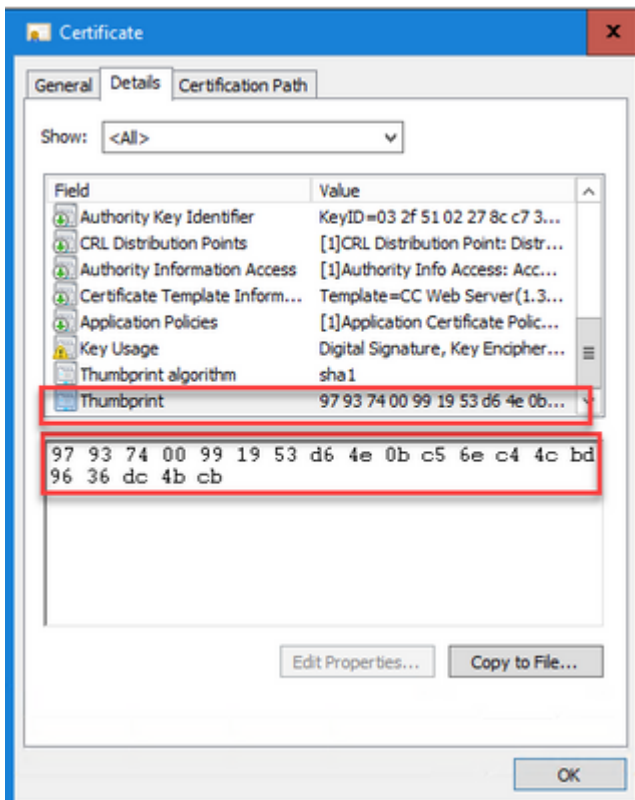 Certificate
x
General Details Certification Path
Show: <All>
Field Value
Authority Key Identifier KeyID=03 2f 51 02 27 8c c7 3...
CRL Distribution Points [1]CRL Distribution Point: Distr...
Authority Information Access [1]Authority Info Access: Acc...
Certificate Template Inform... Template=CC Web Server(1.3...
Application Policies [1]Application Certificate Polic...
Key Usage Digital Signature, Key Encipher...
Thumbprint algorithm sha1
Thumbprint 97 93 74 00 99 19 53 d6 4e 0b...
97 93 74 00 99 19 53 d6 4e 0b c5 6e c4 4c bd
96 36 dc 4b cb
Edit Properties... Copy to File...
OK